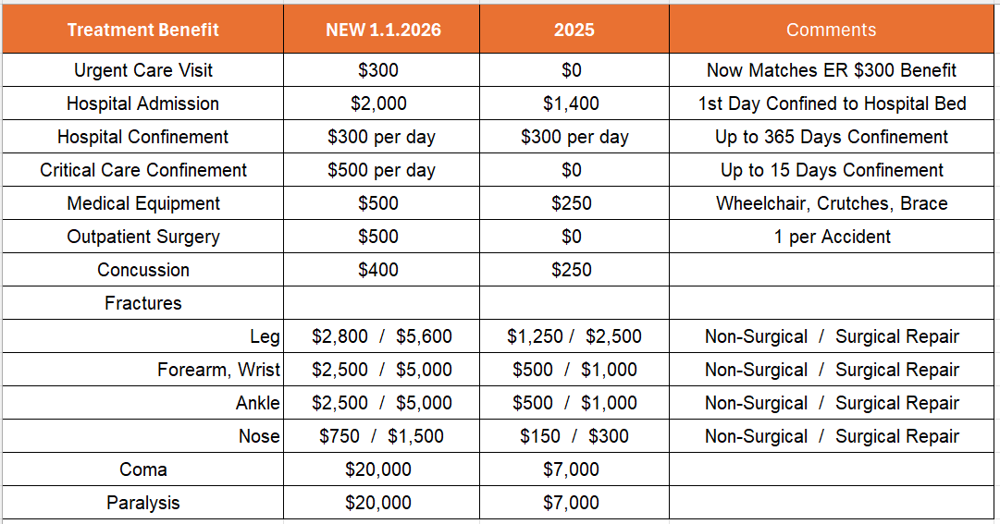 Treatment Benefit NEW 1.1.2026 2025 Comments
Urgent Care Visit $300 $0 Now Matches ER $300 Benefit
Hospital Admission $2,000 $1,400 1st Day Confined to Hospital Bed
Hospital Confinement $300 per day $300 per day Up to 365 Days Confinement
Critical Care Confinement $500 per day $0 Up to 15 Days Confinement
Medical Equipment $500 $250 Wheelchair, Crutches, Brace
Outpatient Surgery $500 $0 1 per Accident
Concussion $400 $250
Fractures
Leg $2,800 / $5,600 $1,250 / $2,500 Non-Surgical / Surgical Repair
Forearm, Wrist $2,500 / $5,000 $500 / $1,000 Non-Surgical / Surgical Repair
Ankle $2,500 / $5,000 $500 / $1,000 Non-Surgical / Surgical Repair
Nose $750 / $1,500 $150 / $300 Non-Surgical / Surgical Repair
Coma $20,000 $7,000
Paralysis $20,000 $7,000